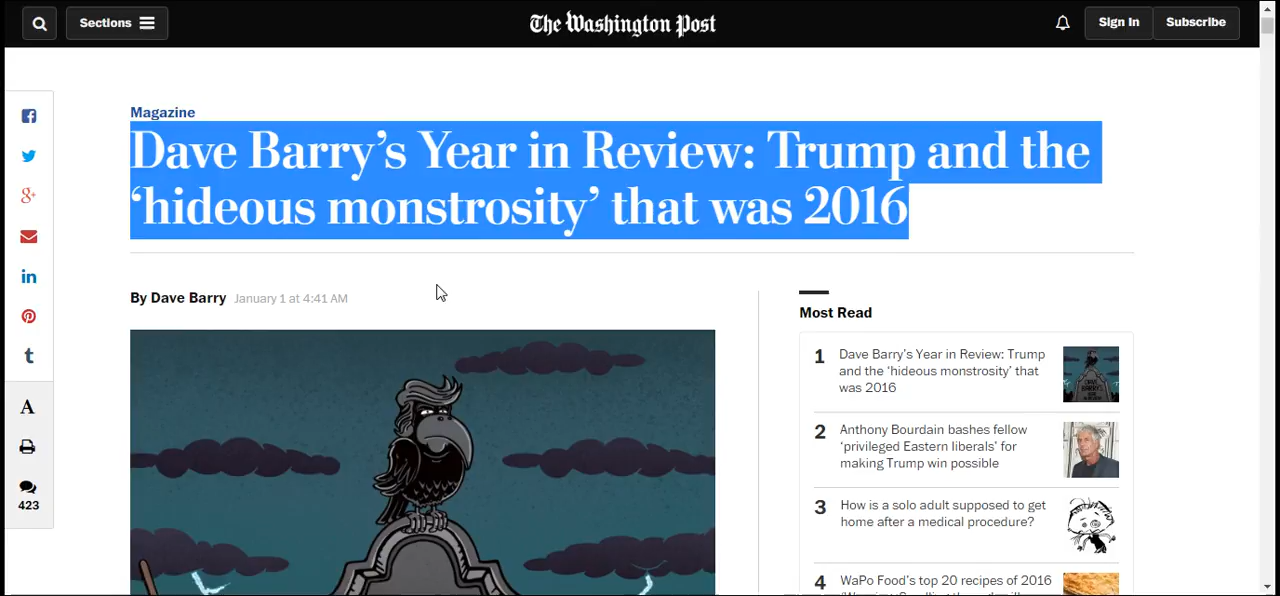 Sections
The Washington Post
Sign In
Subscribe
Magazine
Dave Barry’s Year in Review: Trump and the
‘hideous monstrosity’ that was 2016
By Dave Barry January 1 at 4:41 AM
A
423
Most Read
1
Dave Barry’s Year in Review: Trump
and the ‘hideous monstrosity’ that
was 2016
2
Anthony Bourdain bashes fellow
‘privileged Eastern liberals’ for
making Trump win possible
3
How is a solo adult supposed to get
home after a medical procedure?
4
WaPo Food’s top 20 recipes of 2016